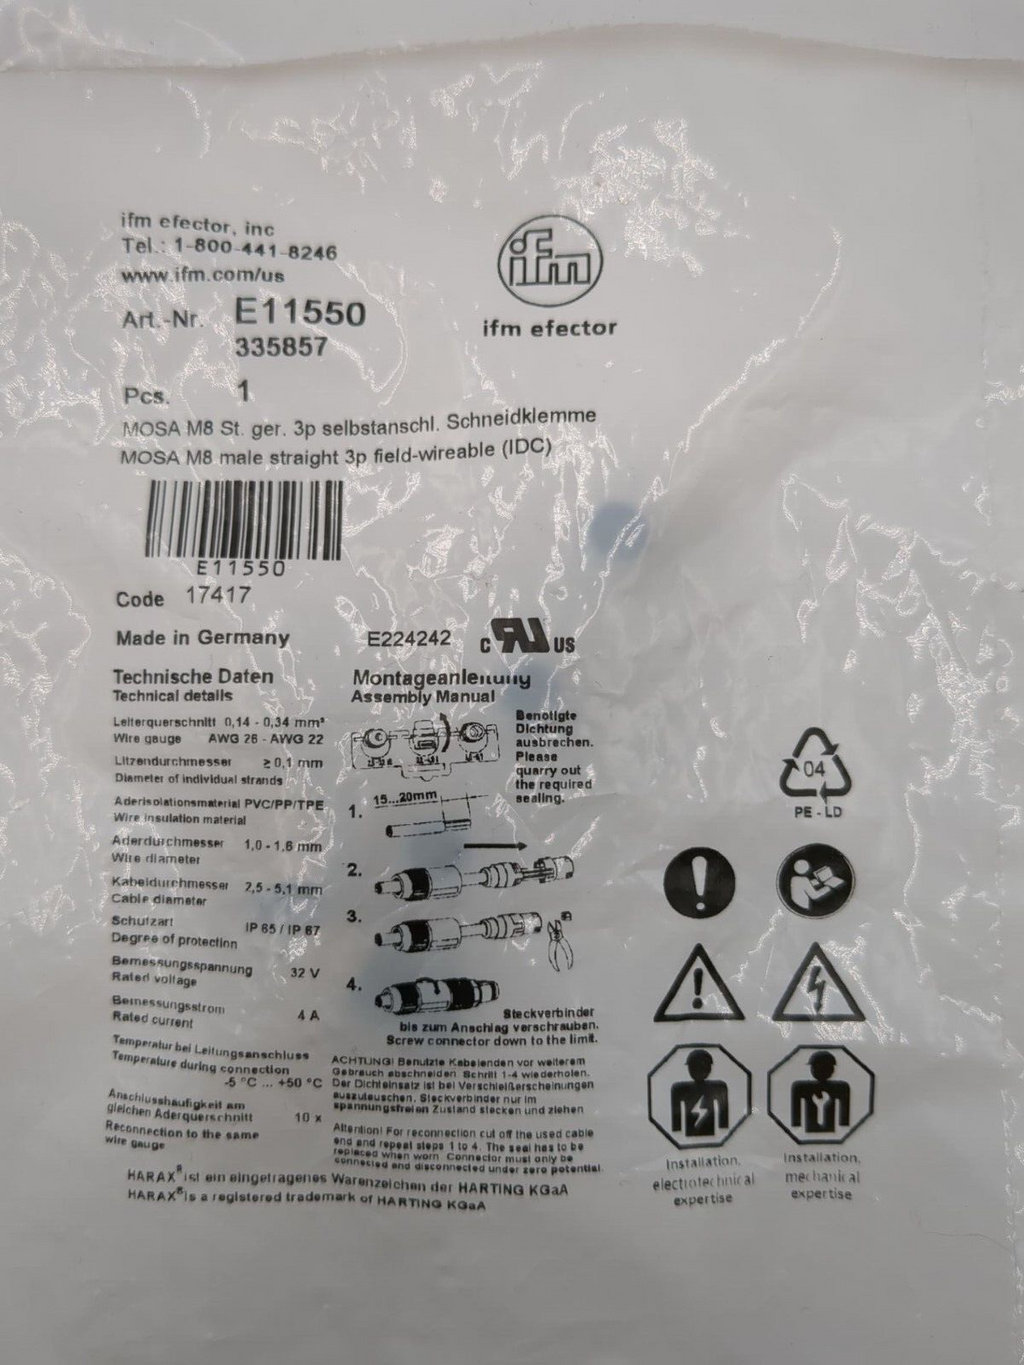 ifm efector, inc
Tel.: 1-800-441-8246
www.ifm.com/us
ifm
ifm efector
Art.-Nr. E11550
335857
Pcs. 1
MOSA M8 St. ger. 3p selbstanschl. Schneidklemme
MOSA M8 male straight 3p field-wireable (IDC)
E11550
Code 17417
Made in Germany
E224242
c RU US
Technische Daten
Technical details
Leiterquerschnitt 0,14 - 0,34 mm²
Wire gauge AWG 26 - AWG 22
Litzendurchmesser ≥ 0,1 mm
Diameter of individual strands
Aderisolationsmaterial PVC/PP/TPE
Wire insulation material
Aderdurchmesser 1,0 - 1,6 mm
Wire diameter
Kabeldurchmesser 2,5 - 5,1 mm
Cable diameter
Schutzart IP 65 / IP 67
Degree of protection
Bemessungsspannung 32 V
Rated voltage
Bemessungsstrom 4 A
Rated current
Temperatur bei Leitungsanschluss
Temperature during connection
-5 °C ... +50 °C
Anschlusshäufigkeit am
gleichen Aderquerschnitt 10 x
Reconnection to the same
wire gauge
Montageanleitung
Assembly Manual
Benötigte
Dichtung
ausbrechen.
Please
quarry out
the required
sealing.
1. 15...20mm
2.
3.
4.
Steckverbinder
bis zum Anschlag verschrauben.
Screw connector down to the limit.
ACHTUNG! Benutzte Kabelenden vor weiterem
Gebrauch abschneiden. Schritt 1-4 wiederholen.
Der Dichteinsatz ist bei Verschleißerscheinungen
auszutauschen. Steckverbinder nur im
spannungsfreien Zustand stecken und ziehen
Attention! For reconnection cut off the used cable
end and repeat steps 1 to 4. The seal has to be
replaced when worn. Connector must only be
connected and disconnected under zero potential.
HARAX® ist ein eingetragenes Warenzeichen der HARTING KGaA
HARAX® is a registered trademark of HARTING KGaA
04
PE - LD
Installation,
electrotechnical
expertise
Installation,
mechanical
expertise